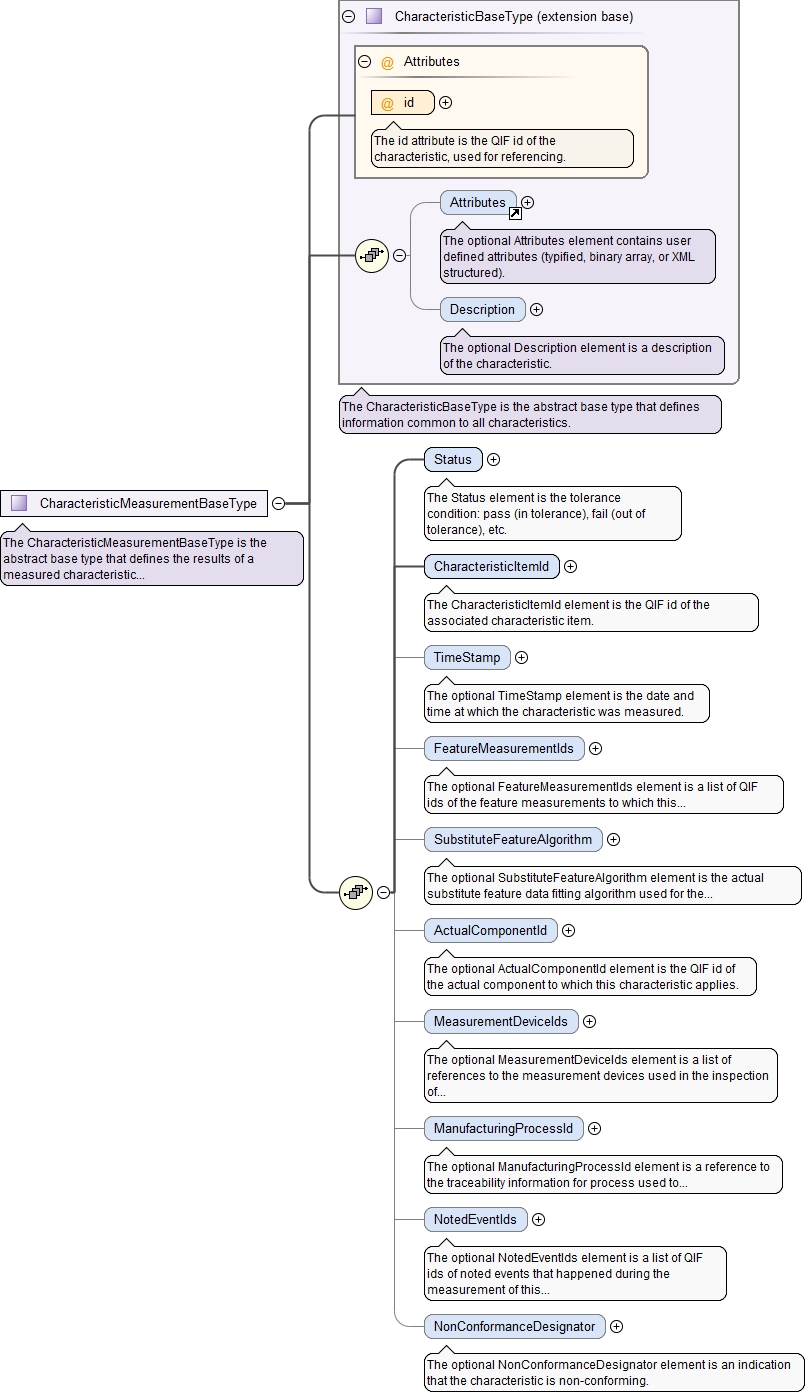 CharacteristicBaseType (extension base)
@ Attributes
@ id
The id attribute is the QIF id of the
characteristic, used for referencing.
Attributes
The optional Attributes element contains user
defined attributes (typified, binary array, or XML
structured).
Description
The optional Description element is a description
of the characteristic.
The CharacteristicBaseType is the abstract base type that defines
information common to all characteristics.
CharacteristicMeasurementBaseType
The CharacteristicMeasurementBaseType is the
abstract base type that defines the results of a
measured characteristic...
Status
The Status element is the tolerance
condition: pass (in tolerance), fail (out of
tolerance), etc.
CharacteristicItemId
The CharacteristicItemId element is the QIF id of the
associated characteristic item.
TimeStamp
The optional TimeStamp element is the date and
time at which the characteristic was measured.
FeatureMeasurementIds
The optional FeatureMeasurementIds element is a list of QIF
ids of the feature measurements to which this...
SubstituteFeatureAlgorithm
The optional SubstituteFeatureAlgorithm element is the actual
substitute feature data fitting algorithm used for the...
ActualComponentId
The optional ActualComponentId element is the QIF id of
the actual component to which this characteristic applies.
MeasurementDeviceIds
The optional MeasurementDeviceIds element is a list of
references to the measurement devices used in the inspection
of...
ManufacturingProcessId
The optional ManufacturingProcessId element is a reference to
the traceability information for process used to...
NotedEventIds
The optional NotedEventIds element is a list of QIF
ids of noted events that happened during the
measurement of this...
NonConformanceDesignator
The optional NonConformanceDesignator element is an indication
that the characteristic is non-conforming.